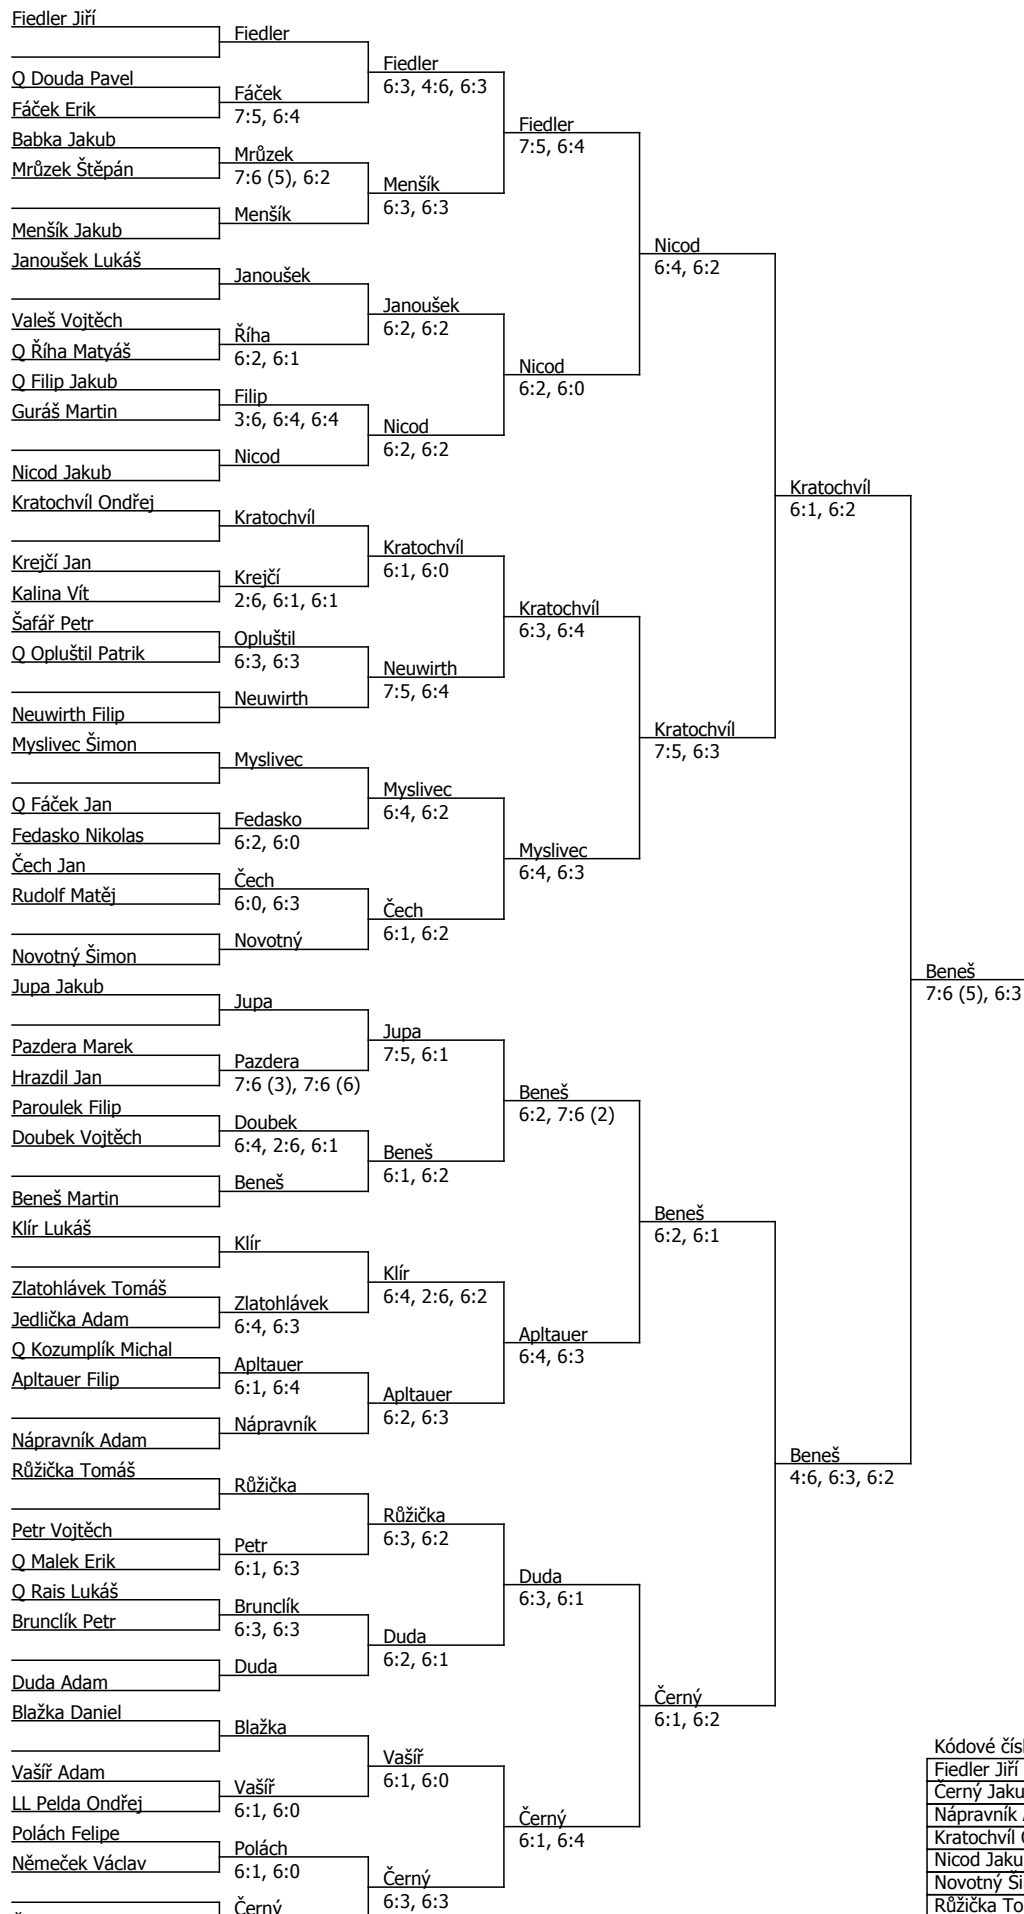 Fiedler Jiří
Fiedler
Q Douda Pavel
Fáček Erik
Fáček
7:5, 6:4
Fiedler
6:3, 4:6, 6:3
Babka Jakub
Mrůzek Štěpán
Mrůzek
7:6 (5), 6:2
Menšík Jakub
Menšík
Menšík
6:3, 6:3
Fiedler
7:5, 6:4
Janoušek Lukáš
Janoušek
Valeš Vojtěch
Q Říha Matyáš
Říha
6:2, 6:1
Janoušek
6:2, 6:2
Q Filip Jakub
Guráš Martin
Filip
3:6, 6:4, 6:4
Nicod Jakub
Nicod
Nicod
6:2, 6:2
Nicod
6:2, 6:0
Nicod
6:4, 6:2
Kratochvíl Ondřej
Kratochvíl
Krejčí Jan
Kalina Vít
Krejčí
2:6, 6:1, 6:1
Kratochvíl
6:1, 6:0
Šafář Petr
Q Opluštil Patrik
Opluštil
6:3, 6:3
Neuwirth Filip
Neuwirth
Neuwirth
7:5, 6:4
Kratochvíl
6:3, 6:4
Myslivec Šimon
Myslivec
Q Fáček Jan
Fedasko Nikolas
Fedasko
6:2, 6:0
Myslivec
6:4, 6:2
Čech Jan
Rudolf Matěj
Čech
6:0, 6:3
Novotný Šimon
Novotný
Čech
6:1, 6:2
Myslivec
6:4, 6:3
Kratochvíl
7:5, 6:3
Kratochvíl
6:1, 6:2
Jupa Jakub
Jupa
Pazdera Marek
Hrazdil Jan
Pazdera
7:6 (3), 7:6 (6)
Jupa
7:5, 6:1
Paroulek Filip
Doubek Vojtěch
Doubek
6:4, 2:6, 6:1
Beneš Martin
Beneš
Beneš
6:1, 6:2
Beneš
6:2, 7:6 (2)
Klír Lukáš
Klír
Zlatohlávek Tomáš
Jedlička Adam
Zlatohlávek
6:4, 6:3
Klír
6:4, 2:6, 6:2
Q Kozumplík Michal
Apltauer Filip
Apltauer
6:1, 6:4
Nápravník Adam
Nápravník
Apltauer
6:2, 6:3
Apltauer
6:4, 6:3
Beneš
6:2, 6:1
Růžička Tomáš
Růžička
Petr Vojtěch
Q Malek Erik
Petr
6:1, 6:3
Růžička
6:3, 6:2
Q Rais Lukáš
Brunclík Petr
Brunclík
6:3, 6:3
Duda Adam
Duda
Duda
6:2, 6:1
Duda
6:3, 6:1
Blažka Daniel
Blažka
Vašíř Adam
LL Pelda Ondřej
Vašíř
6:1, 6:0
Vašíř
6:1, 6:0
Polách Felipe
Němeček Václav
Polách
6:1, 6:0
Černý
Černý
6:3, 6:3
Černý
6:1, 6:4
Černý
6:1, 6:2
Beneš
4:6, 6:3, 6:2
Beneš
7:6 (5), 6:3
Kódové čís
Fiedler Jiří
Černý Jaku
Nápravník
Kratochvíl
Nicod Jaku
Novotný Ši
Růžička To